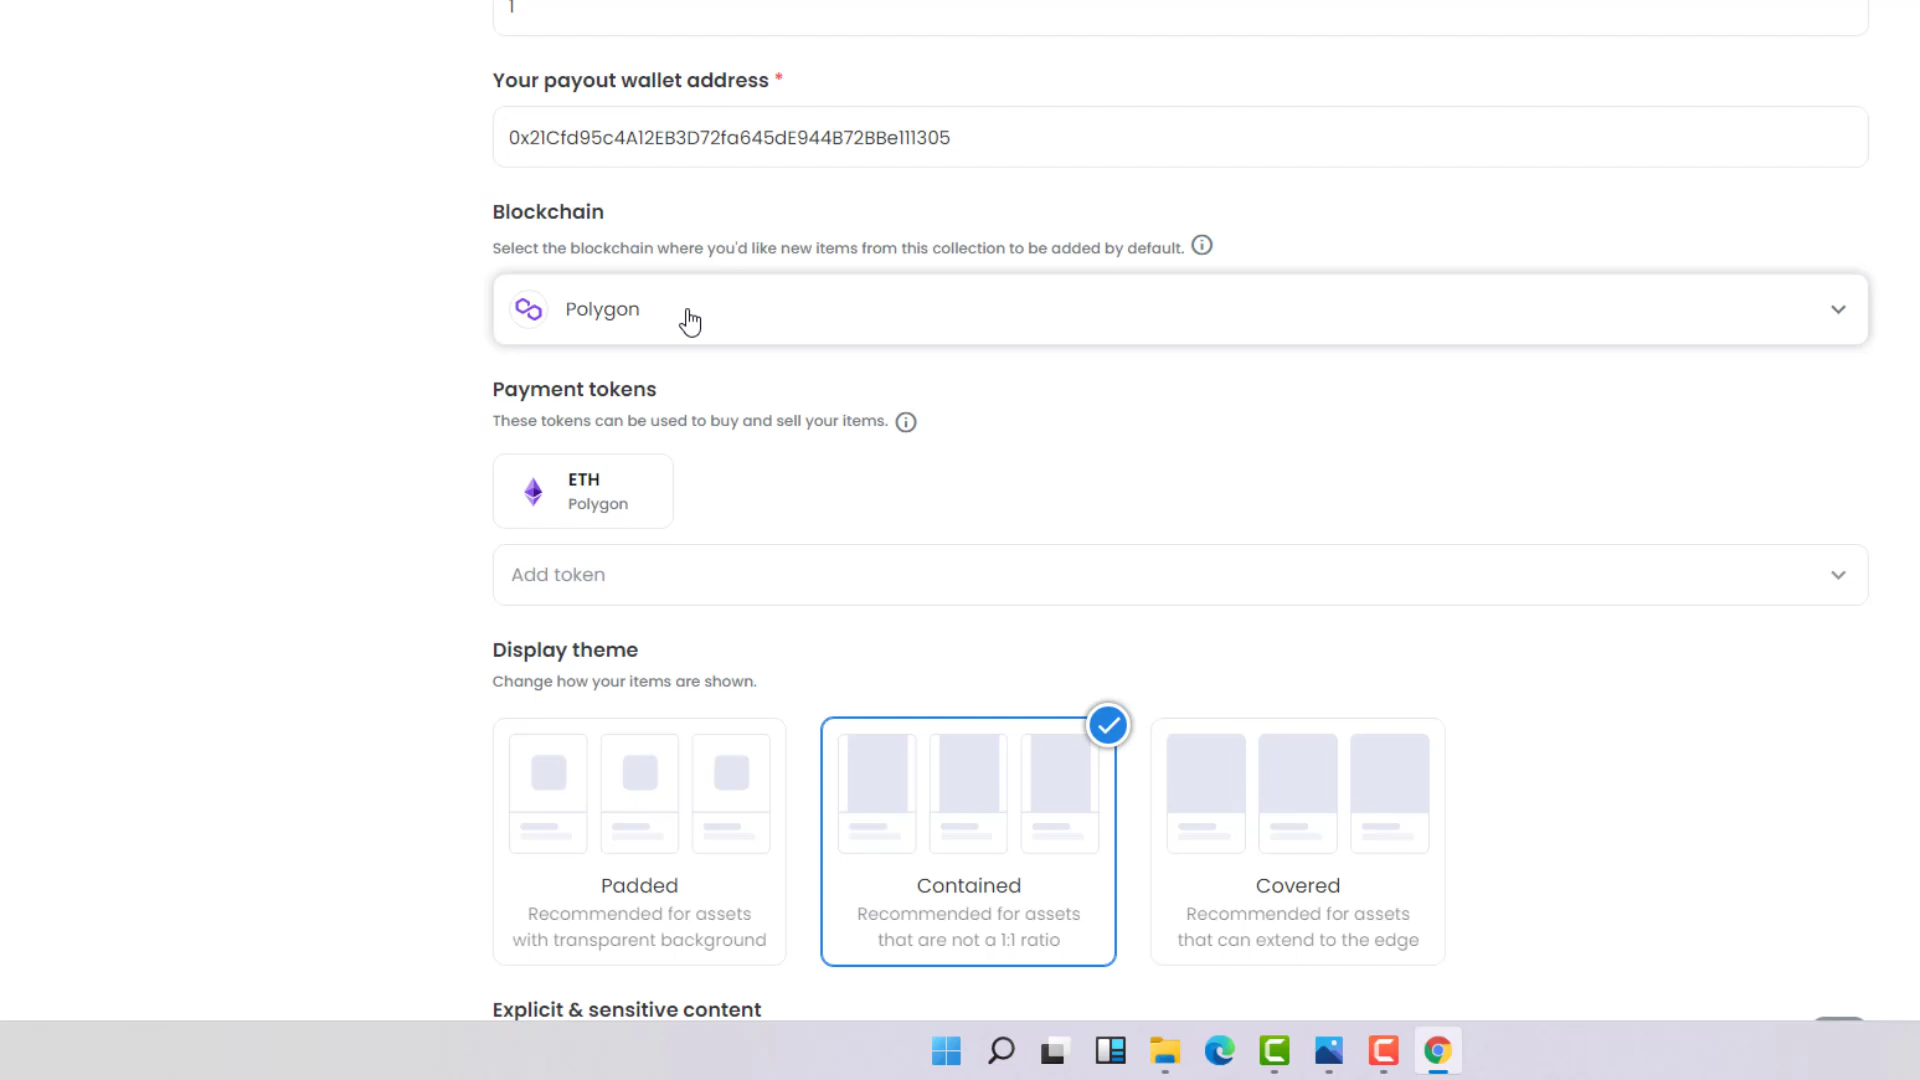 1
Your payout wallet address *
0x21Cfd95c4A12EB3D72fa645dE944B72BBe111305
Blockchain
Select the blockchain where you'd like new items from this collection to be added by default.
Polygon
Payment tokens
These tokens can be used to buy and sell your items.
ETH
Polygon
Add token
Display theme
Change how your items are shown.
Padded
Recommended for assets
with transparent background
Contained
Recommended for assets
that are not a 1:1 ratio
Covered
Recommended for assets
that can extend to the edge
Explicit & sensitive content